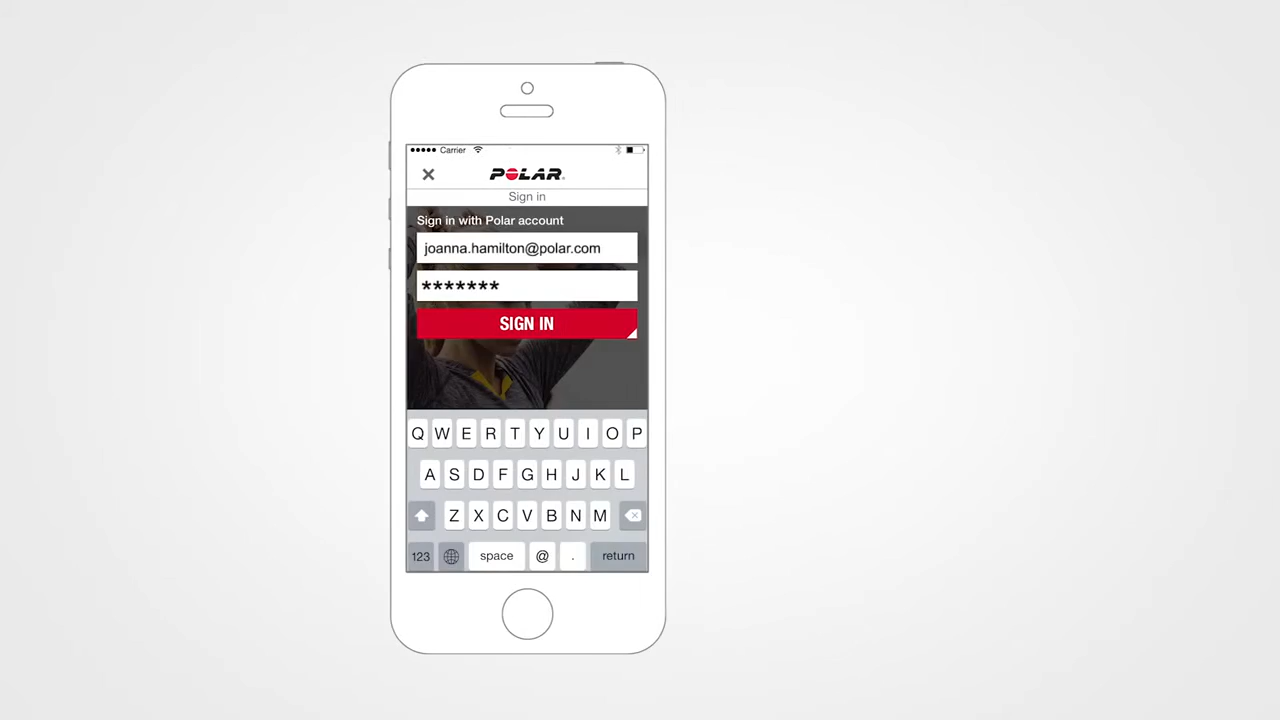 Carrier
POLAR
Sign in
Sign in with Polar account
joanna.hamilton@polar.com
*******
SIGN IN
Q W E R T Y U I O P
A S D F G H J K L
Z X C V B N M
123 space @ . return